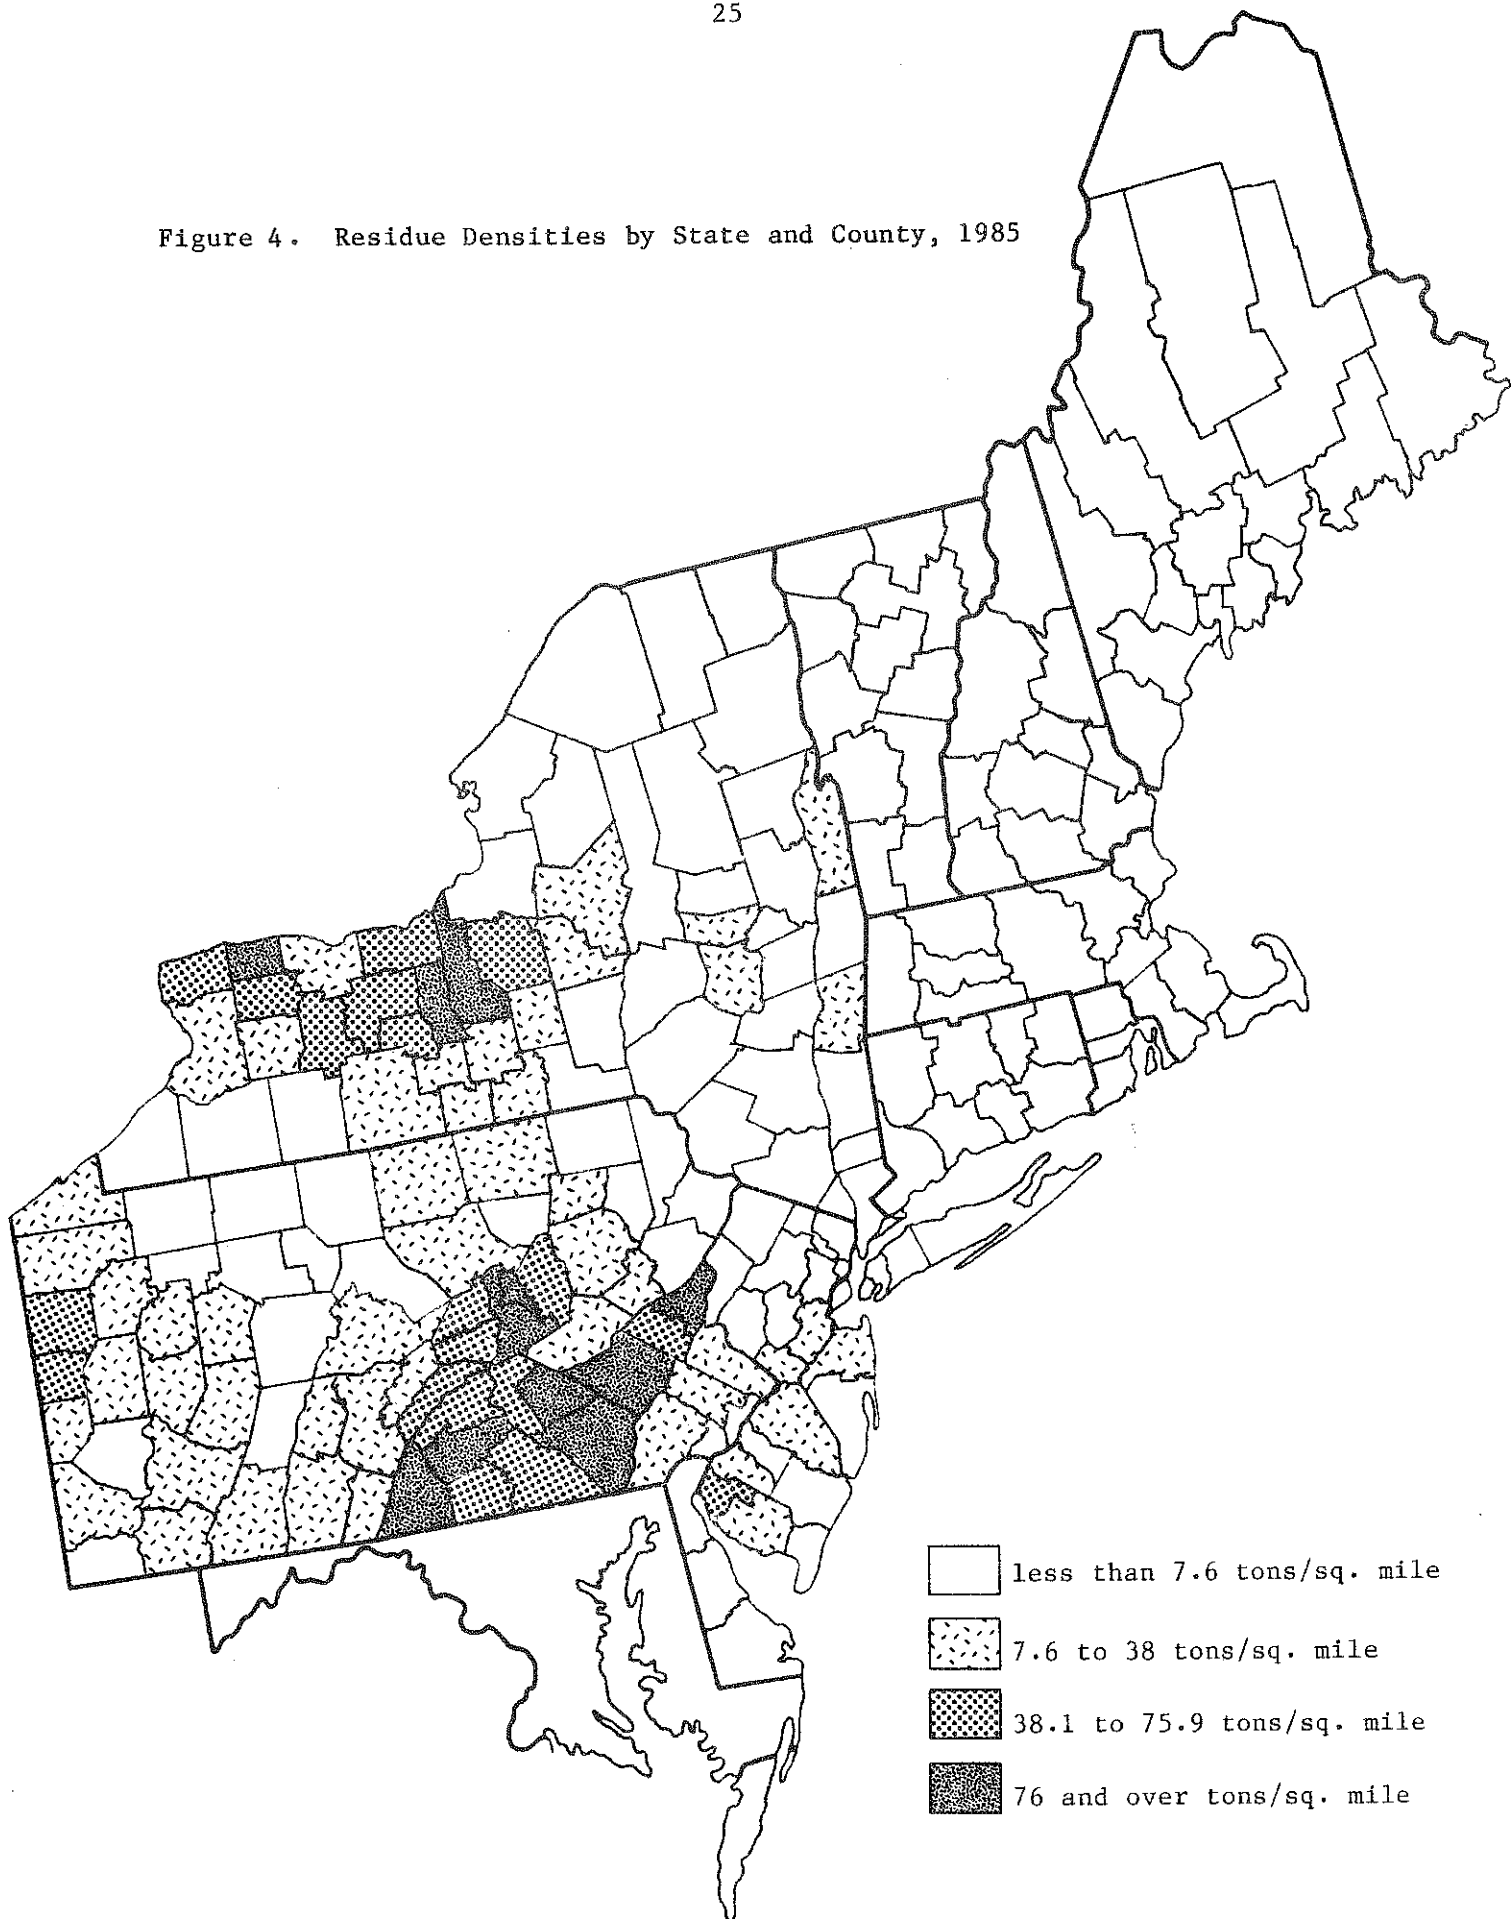 25
Figure 4. Residue Densities by State and County, 1985
less than 7.6 tons/sq. mile
7.6 to 38 tons/sq. mile
38.1 to 75.9 tons/sq. mile
76 and over tons/sq. mile